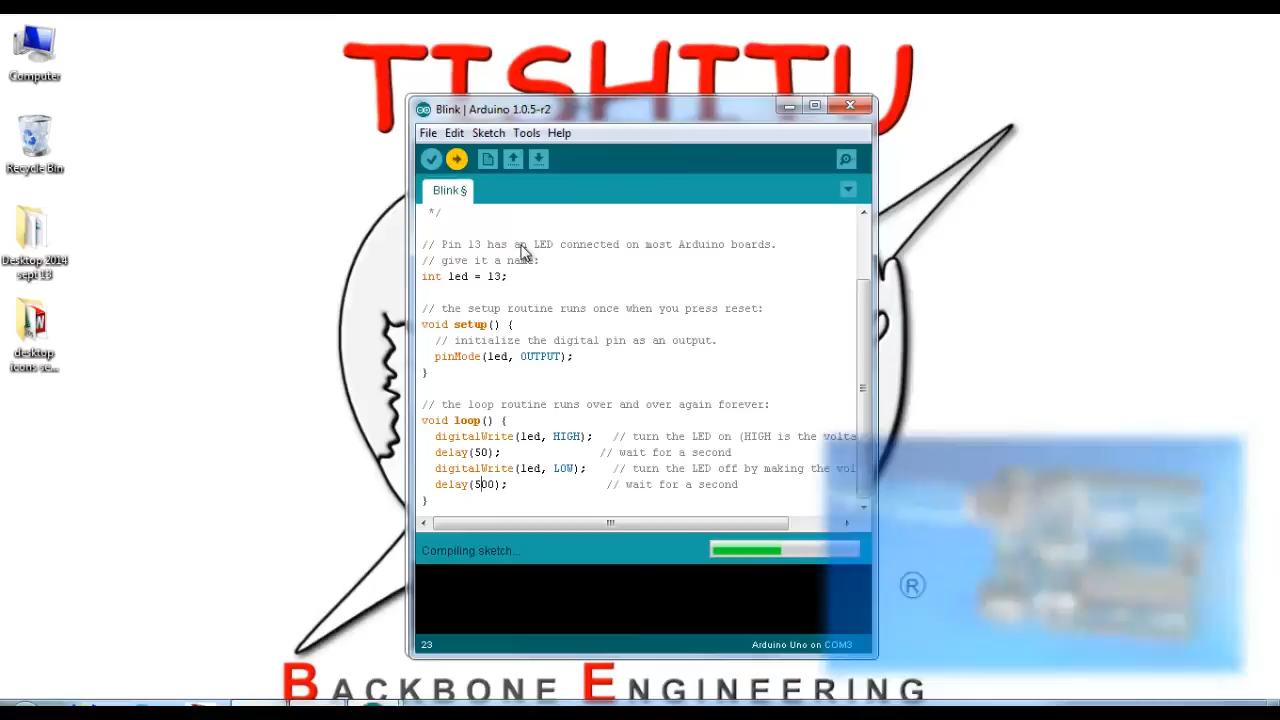 TISHITU
Computer
Recycle Bin
Desktop 2014
sept 13
desktop
icons se...
Blink | Arduino 1.0.5-r2
File Edit Sketch Tools Help
Blink §
*/
// Pin 13 has an LED connected on most Arduino boards.
// give it a name:
int led = 13;
// the setup routine runs once when you press reset:
void setup() {
// initialize the digital pin as an output.
pinMode(led, OUTPUT);
}
// the loop routine runs over and over again forever:
void loop() {
digitalWrite(led, HIGH); // turn the LED on (HIGH is the volta
delay(50); // wait for a second
digitalWrite(led, LOW); // turn the LED off by making the vol
delay(500); // wait for a second
}
Compiling sketch...
23
Arduino Uno on COM3
®
BACKBONE ENGINEERING